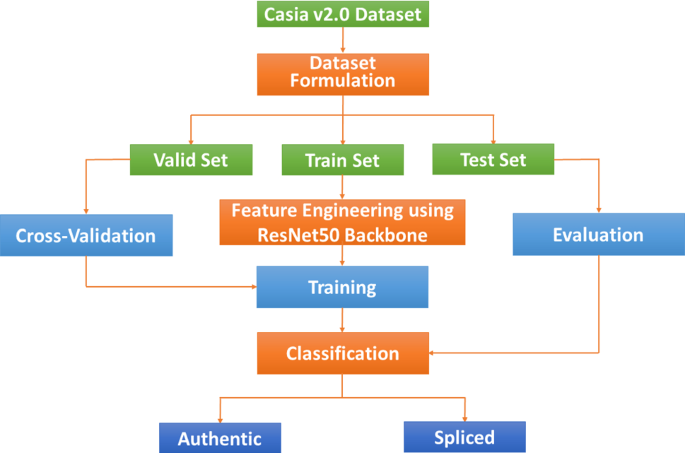 Casia v2.0 Dataset
Dataset
Formulation
Valid Set
Train Set
Test Set
Cross-Validation
Feature Engineering using
ResNet50 Backbone
Evaluation
Training
Classification
Authentic
Spliced